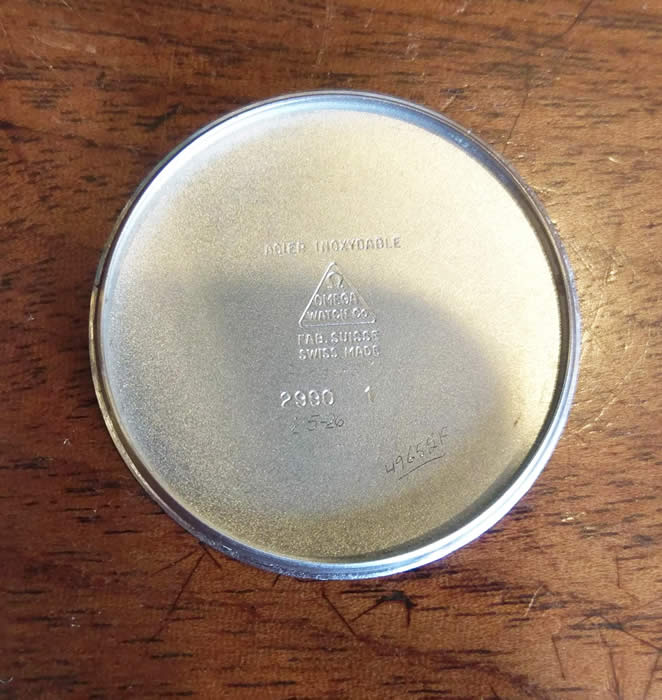 ACIER INOXYDABLE
Ω
OMEGA
WATCH Co
FAB. SUISSE
SWISS MADE
2990 1